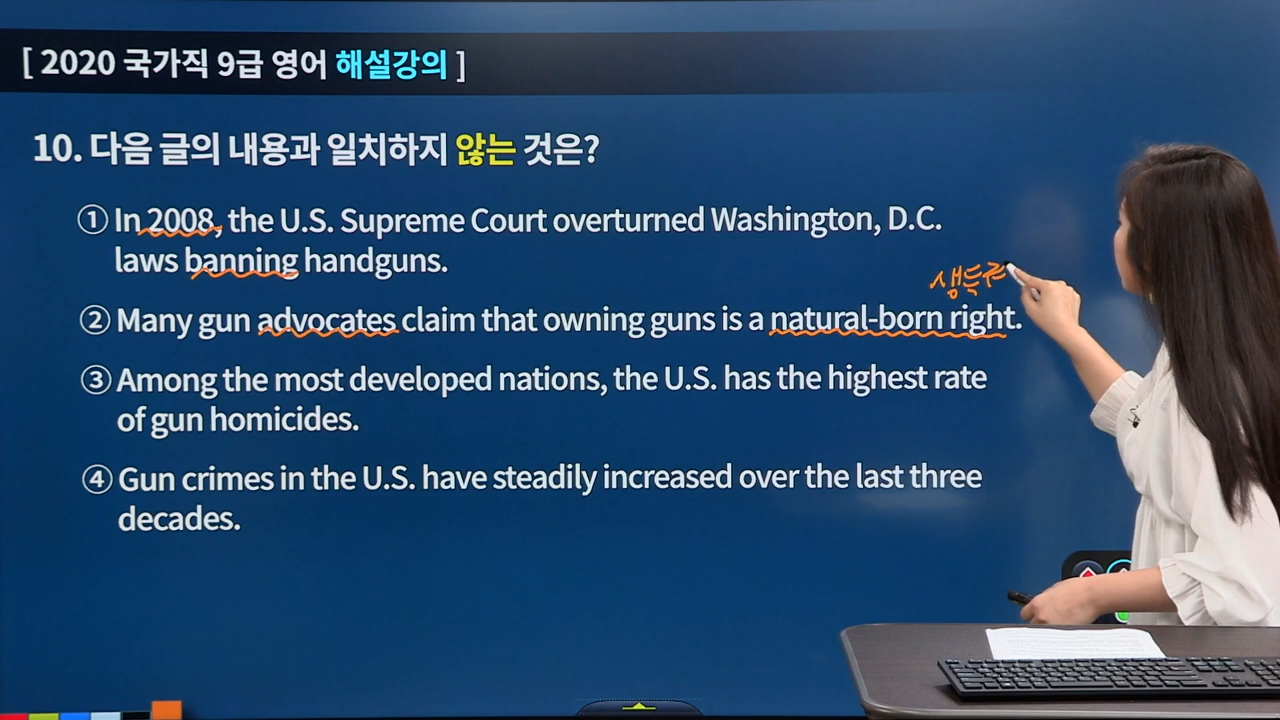 [ 2020 국가직 9급 영어 해설강의 ]
10. 다음 글의 내용과 일치하지 않는 것은?
① In 2008, the U.S. Supreme Court overturned Washington, D.C.
laws banning handguns.
생득권
② Many gun advocates claim that owning guns is a natural-born right.
③ Among the most developed nations, the U.S. has the highest rate
of gun homicides.
④ Gun crimes in the U.S. have steadily increased over the last three
decades.